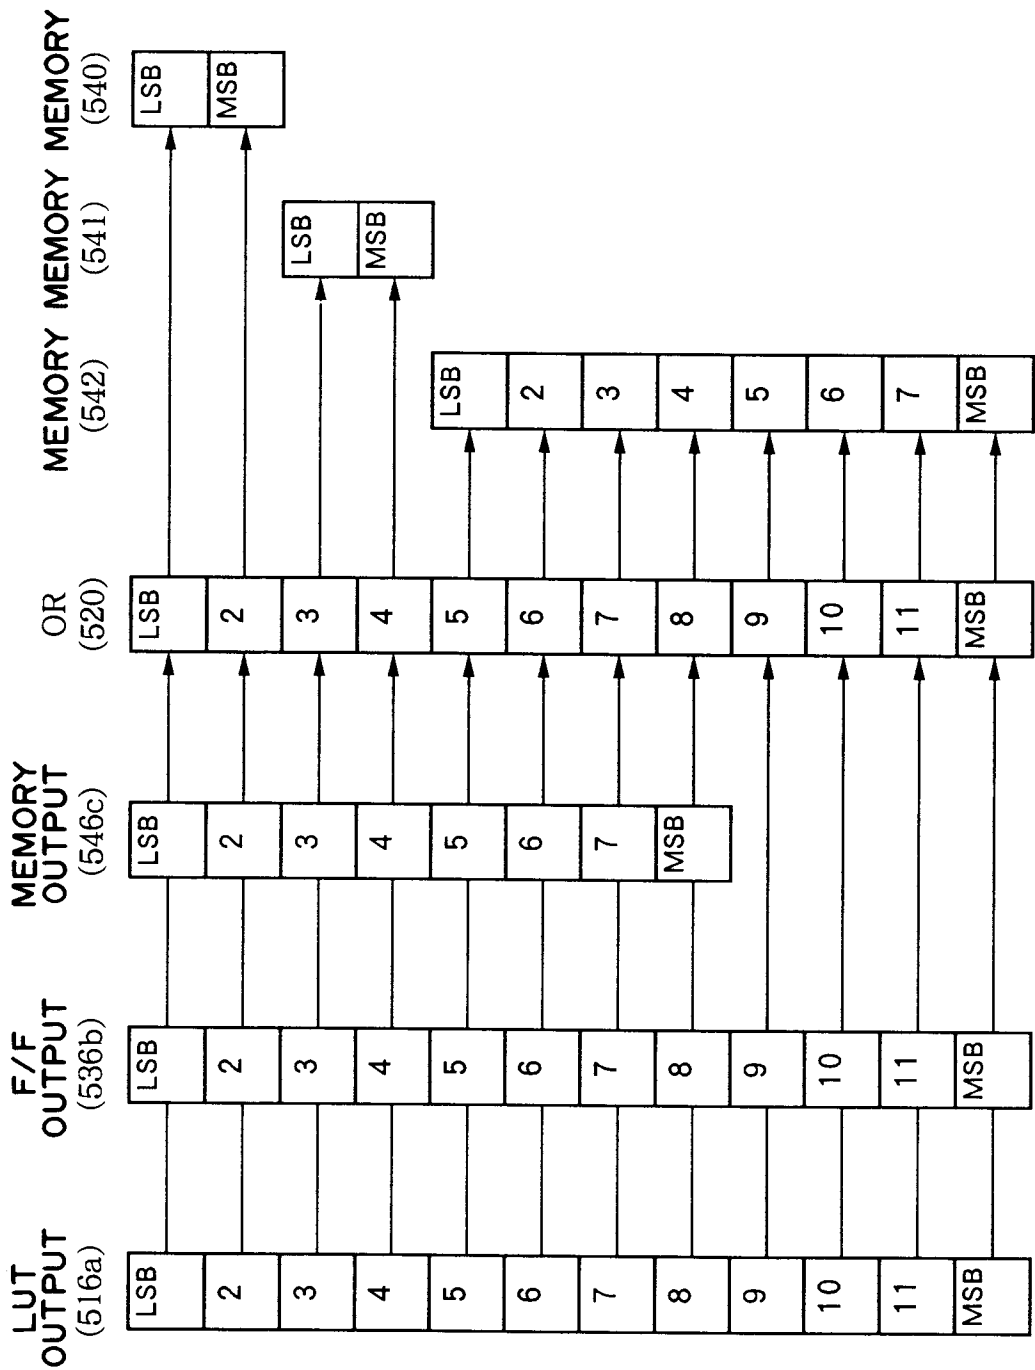 LUT
OUTPUT
(516a)
LSB
2
3
4
5
6
7
8
9
10
11
MSB
F/F
OUTPUT
(536b)
LSB
2
3
4
5
6
7
8
9
10
11
MSB
MEMORY
OUTPUT
(546c)
LSB
2
3
4
5
6
7
MSB
OR
(520)
LSB
2
3
4
5
6
7
8
9
10
11
MSB
MEMORY
(542)
LSB
2
3
4
5
6
7
MSB
MEMORY
(541)
LSB
MSB
MEMORY
(540)
LSB
MSB